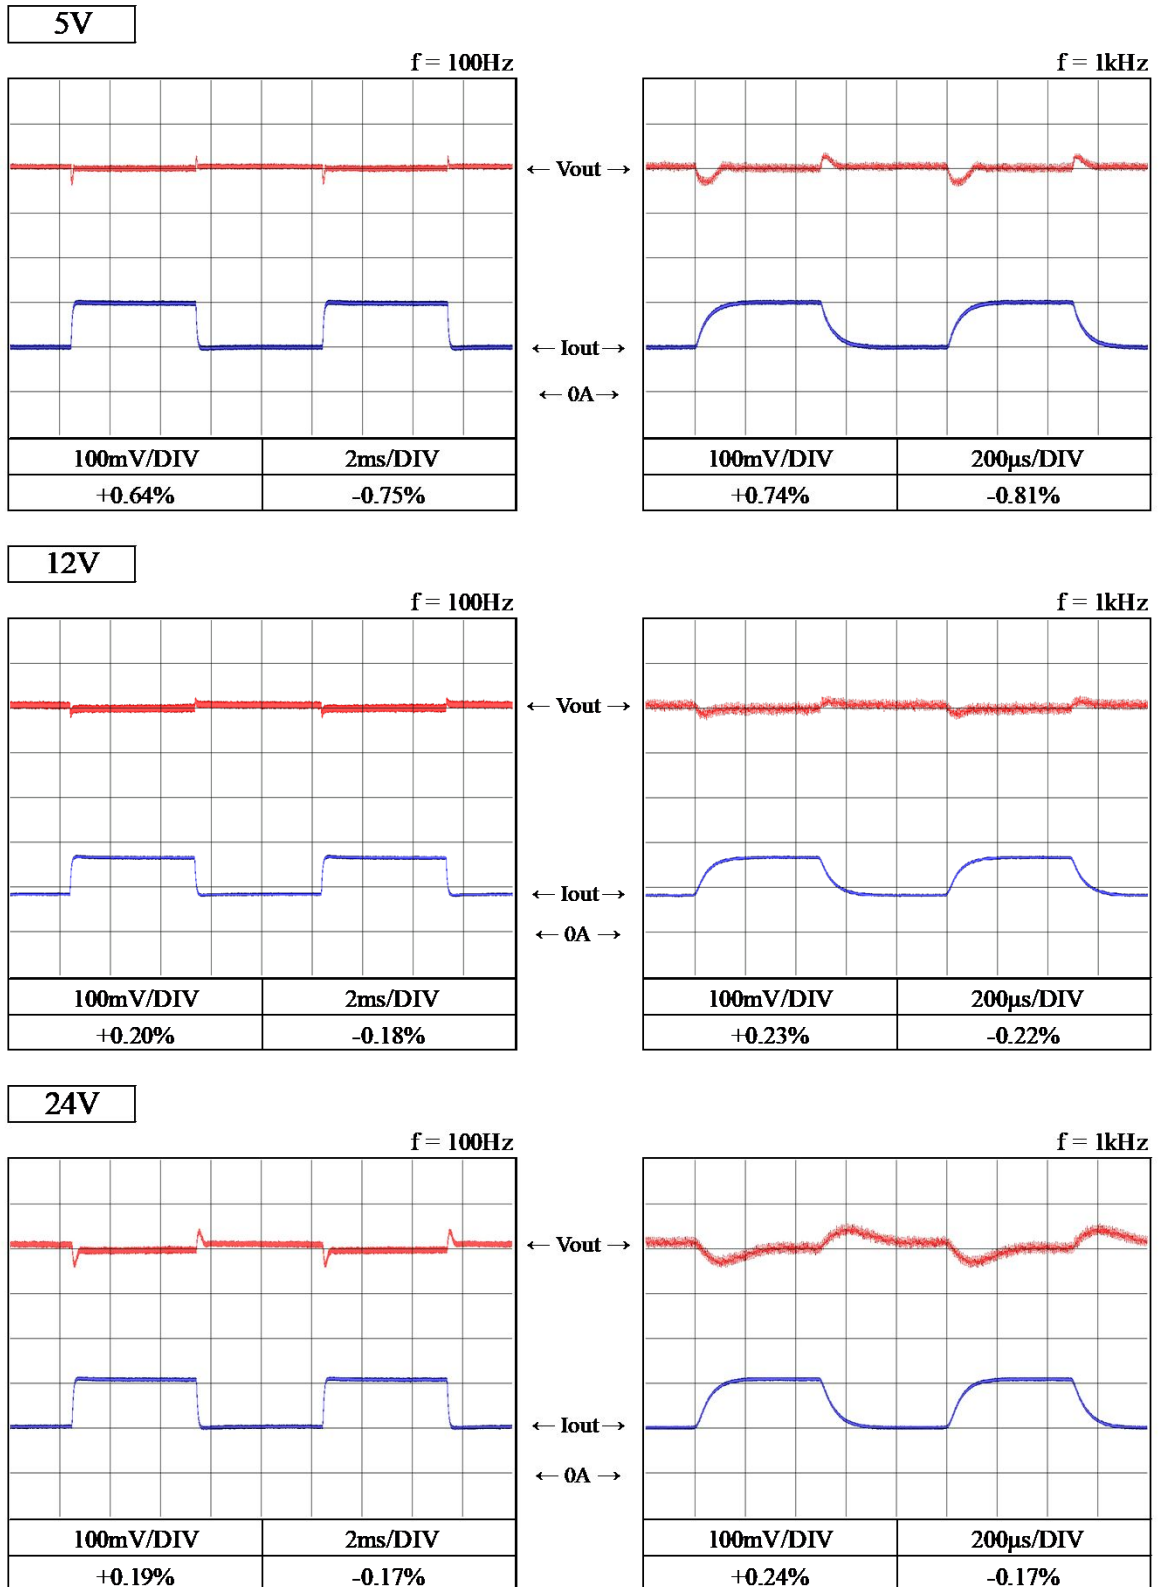 5V
f = 100Hz f = 1kHz
← Vout →
← Iout →
← 0A →
100mV/DIV 2ms/DIV 100mV/DIV 200μs/DIV
+0.64% -0.75% +0.74% -0.81%
12V
f = 100Hz f = 1kHz
← Vout →
← Iout →
← 0A →
100mV/DIV 2ms/DIV 100mV/DIV 200μs/DIV
+0.20% -0.18% +0.23% -0.22%
24V
f = 100Hz f = 1kHz
← Vout →
← Iout →
← 0A →
100mV/DIV 2ms/DIV 100mV/DIV 200μs/DIV
+0.19% -0.17% +0.24% -0.17%